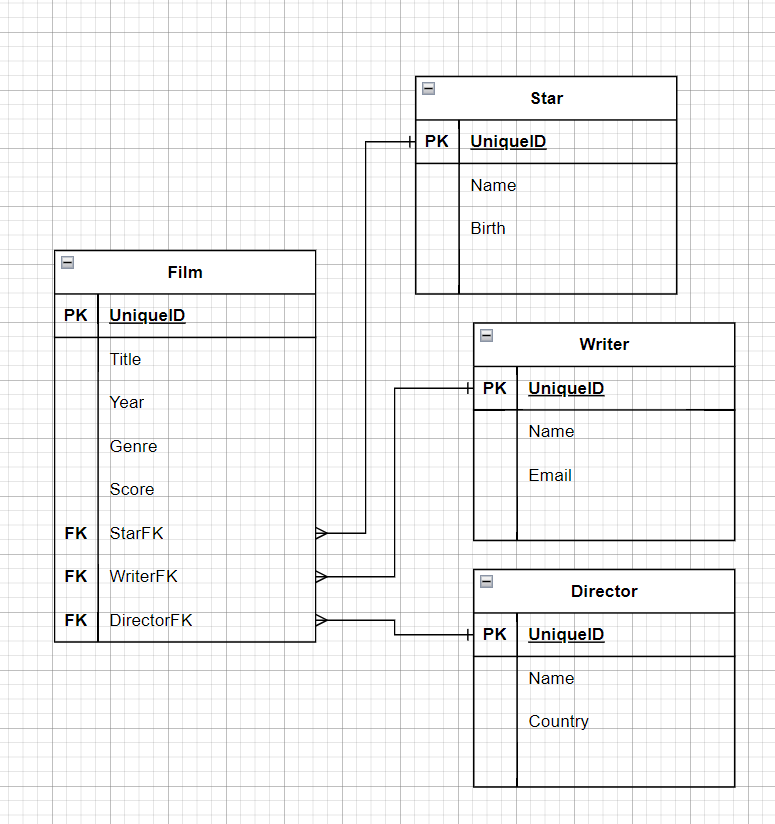 Star
PK UniqueID
Name
Birth
Film
PK UniqueID
Title
Year
Genre
Score
FK StarFK
FK WriterFK
FK DirectorFK
Writer
PK UniqueID
Name
Email
Director
PK UniqueID
Name
Country